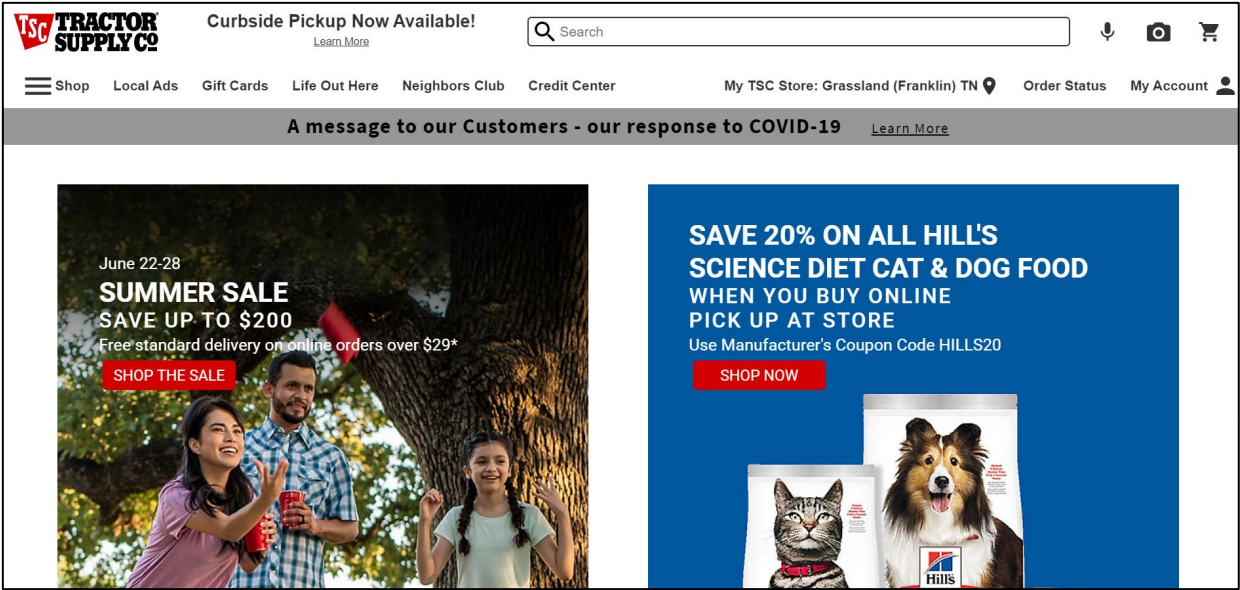 TSC TRACTOR
SUPPLY CO
Curbside Pickup Now Available!
Learn More
Search
Shop
Local Ads
Gift Cards
Life Out Here
Neighbors Club
Credit Center
My TSC Store: Grassland (Franklin) TN
Order Status
My Account
A message to our Customers - our response to COVID-19 Learn More
June 22-28
SUMMER SALE
SAVE UP TO $200
Free standard delivery on online orders over $29*
SHOP THE SALE
SAVE 20% ON ALL HILL'S
SCIENCE DIET CAT & DOG FOOD
WHEN YOU BUY ONLINE
PICK UP AT STORE
Use Manufacturer's Coupon Code HILLS20
SHOP NOW
Hill's